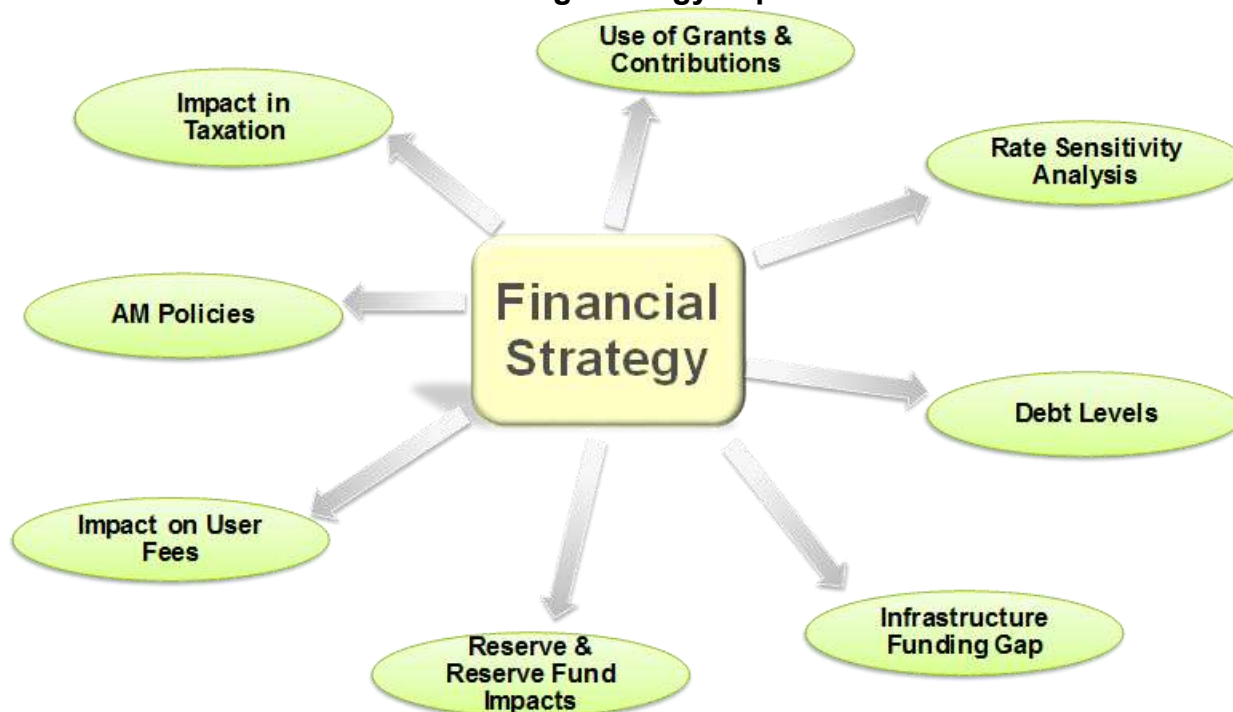 Use of Grants &
Contributions
Impact in
Taxation
Rate Sensitivity
Analysis
AM Policies
Financial
Strategy
Debt Levels
Impact on User
Fees
Infrastructure
Funding Gap
Reserve &
Reserve Fund
Impacts